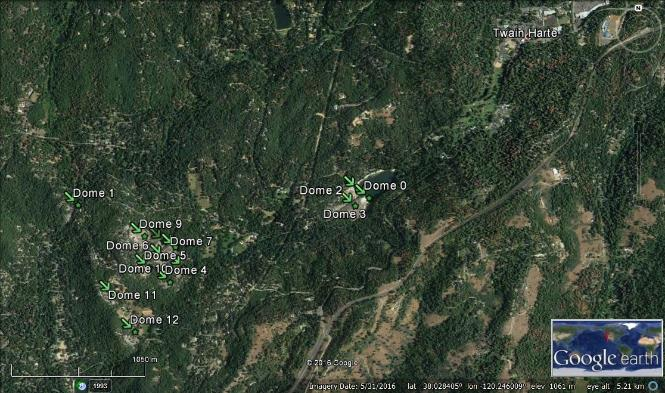 N
Twain Harte
Dome 1
Dome 2
Dome 0
Dome 3
Dome 9
Dome 6
Dome 7
Dome 5
Dome 10
Dome 4
Dome 11
Dome 12
1050 m
© 2016 Google
Google earth
1993
Imagery Date: 5/31/2016 lat 38.028405° lon -120.246009° elev 1061 m eye alt 5.21 km